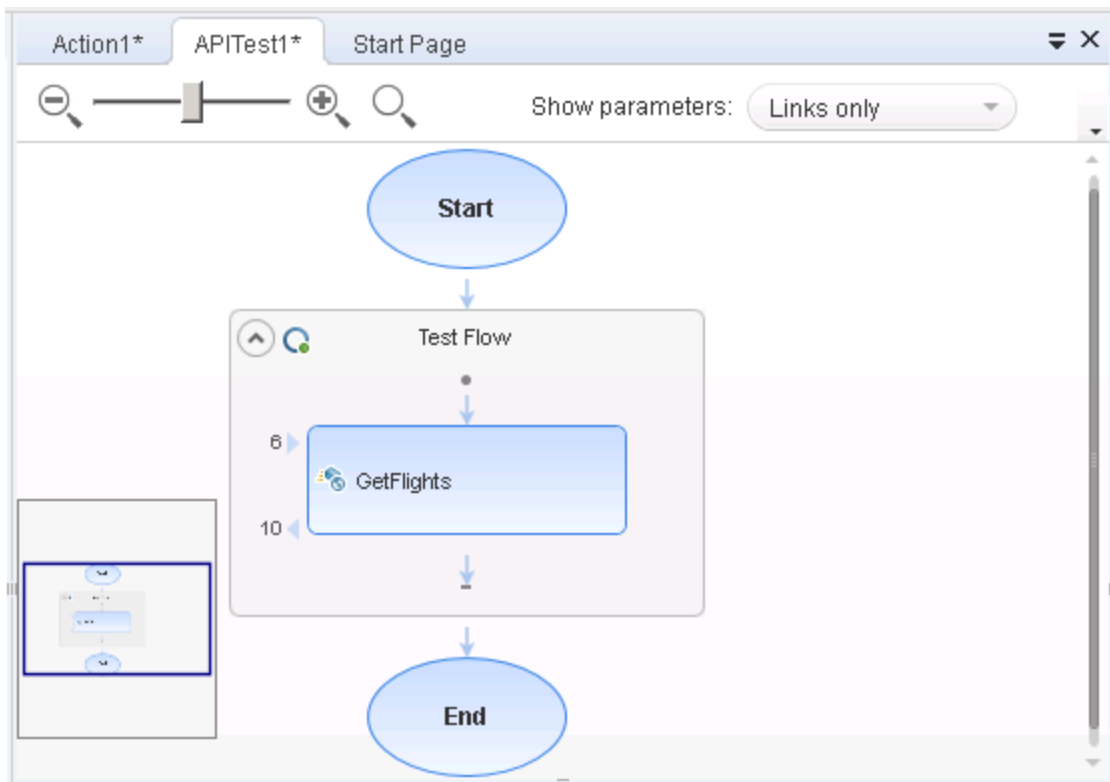 Action1* APITest1* Start Page
Show parameters: Links only
Start
Test Flow
6
GetFlights
10
End